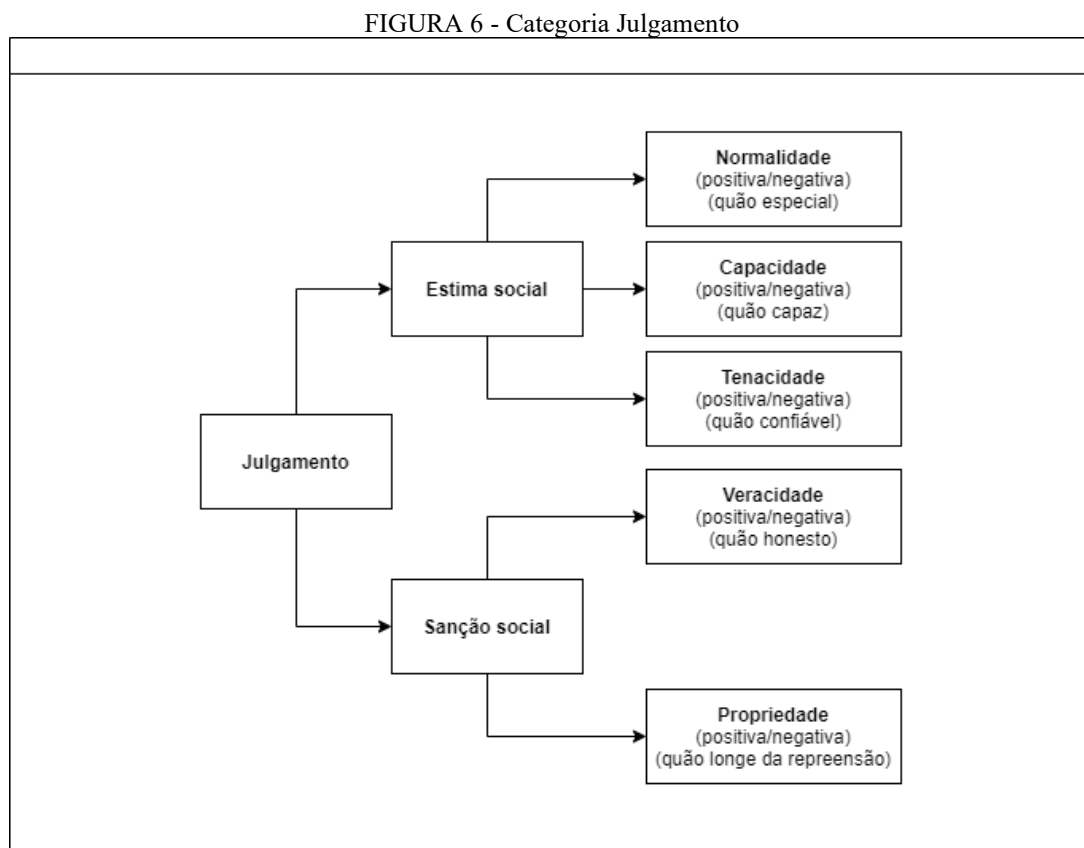 FIGURA 6 - Categoria Julgamento
Normalidade
(positiva/negativa)
(quão especial)
Estima social
Capacidade
(positiva/negativa)
(quão capaz)
Tenacidade
(positiva/negativa)
(quão confiável)
Julgamento
Veracidade
(positiva/negativa)
(quão honesto)
Sanção social
Propriedade
(positiva/negativa)
(quão longe da repreensão)